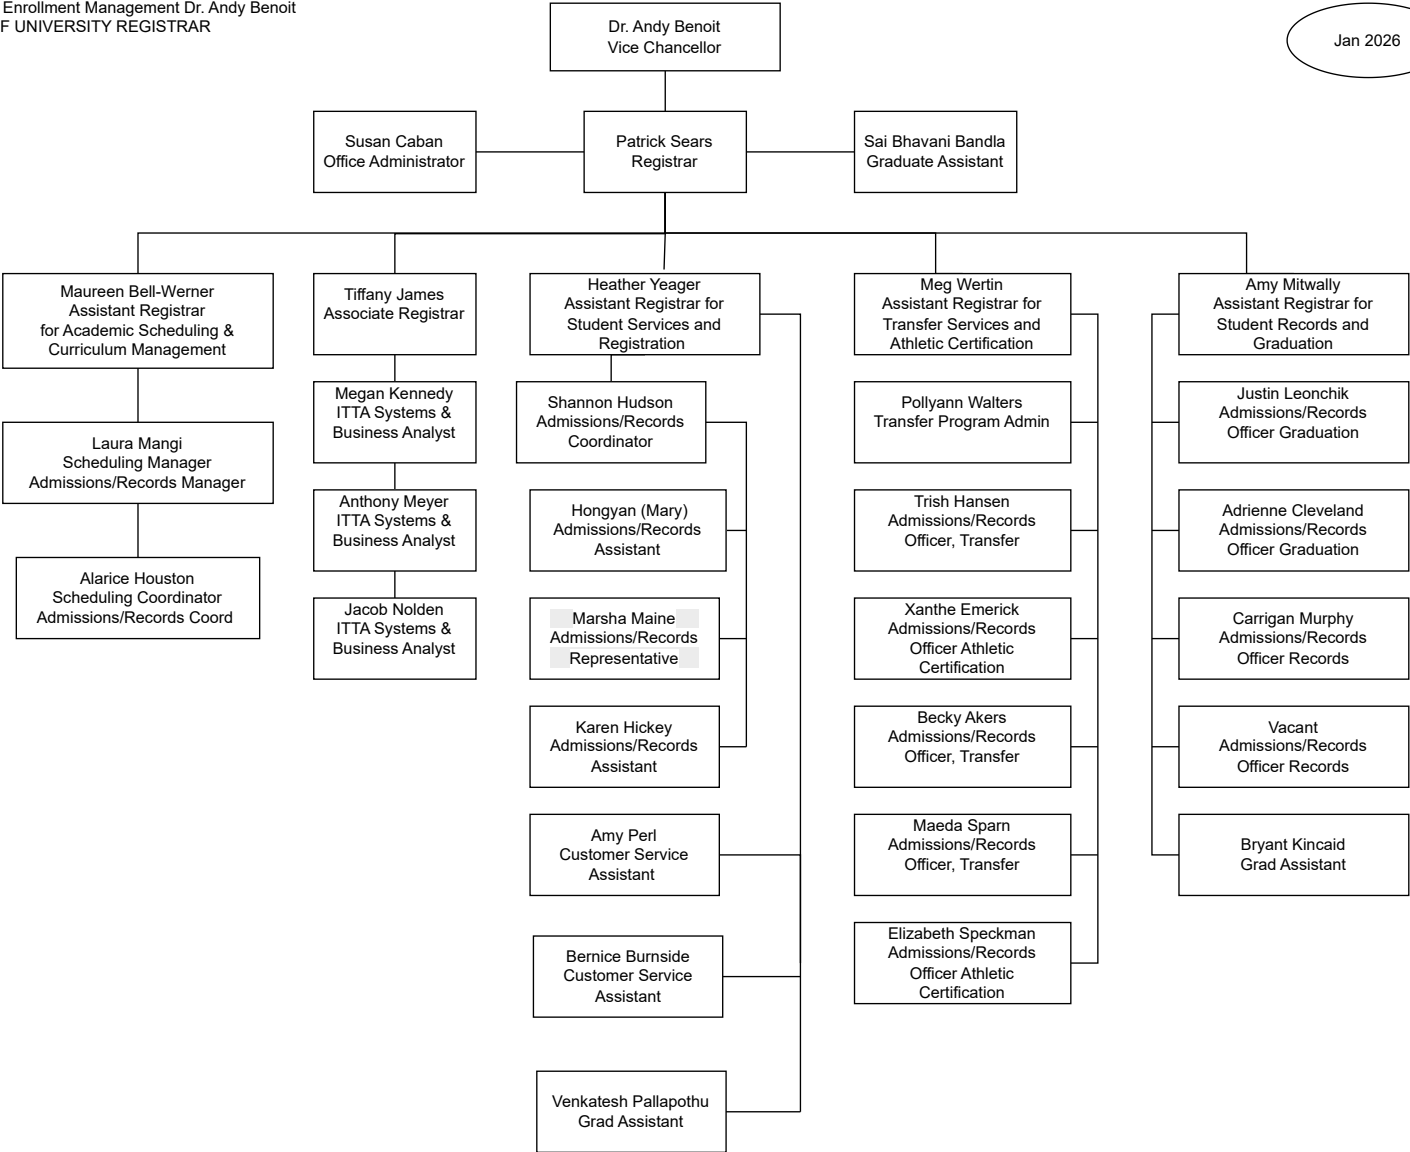 Enrollment Management Dr. Andy Benoit
F UNIVERSITY REGISTRAR
Dr. Andy Benoit
Vice Chancellor
Jan 2026
Susan Caban
Office Administrator
Patrick Sears
Registrar
Sai Bhavani Bandla
Graduate Assistant
Maureen Bell-Werner
Assistant Registrar
for Academic Scheduling &
Curriculum Management
Laura Mangi
Scheduling Manager
Admissions/Records Manager
Alarice Houston
Scheduling Coordinator
Admissions/Records Coord
Tiffany James
Associate Registrar
Megan Kennedy
ITTA Systems &
Business Analyst
Anthony Meyer
ITTA Systems &
Business Analyst
Jacob Nolden
ITTA Systems &
Business Analyst
Heather Yeager
Assistant Registrar for
Student Services and
Registration
Shannon Hudson
Admissions/Records
Coordinator
Hongyan (Mary)
Admissions/Records
Assistant
Marsha Maine
Admissions/Records
Representative
Karen Hickey
Admissions/Records
Assistant
Amy Perl
Customer Service
Assistant
Bernice Burnside
Customer Service
Assistant
Venkatesh Pallapothu
Grad Assistant
Meg Wertin
Assistant Registrar for
Transfer Services and
Athletic Certification
Pollyann Walters
Transfer Program Admin
Trish Hansen
Admissions/Records
Officer, Transfer
Xanthe Emerick
Admissions/Records
Officer Athletic
Certification
Becky Akers
Admissions/Records
Officer, Transfer
Maeda Sparn
Admissions/Records
Officer, Transfer
Elizabeth Speckman
Admissions/Records
Officer Athletic
Certification
Amy Mitwally
Assistant Registrar for
Student Records and
Graduation
Justin Leonchik
Admissions/Records
Officer Graduation
Adrienne Cleveland
Admissions/Records
Officer Graduation
Carrigan Murphy
Admissions/Records
Officer Records
Vacant
Admissions/Records
Officer Records
Bryant Kincaid
Grad Assistant